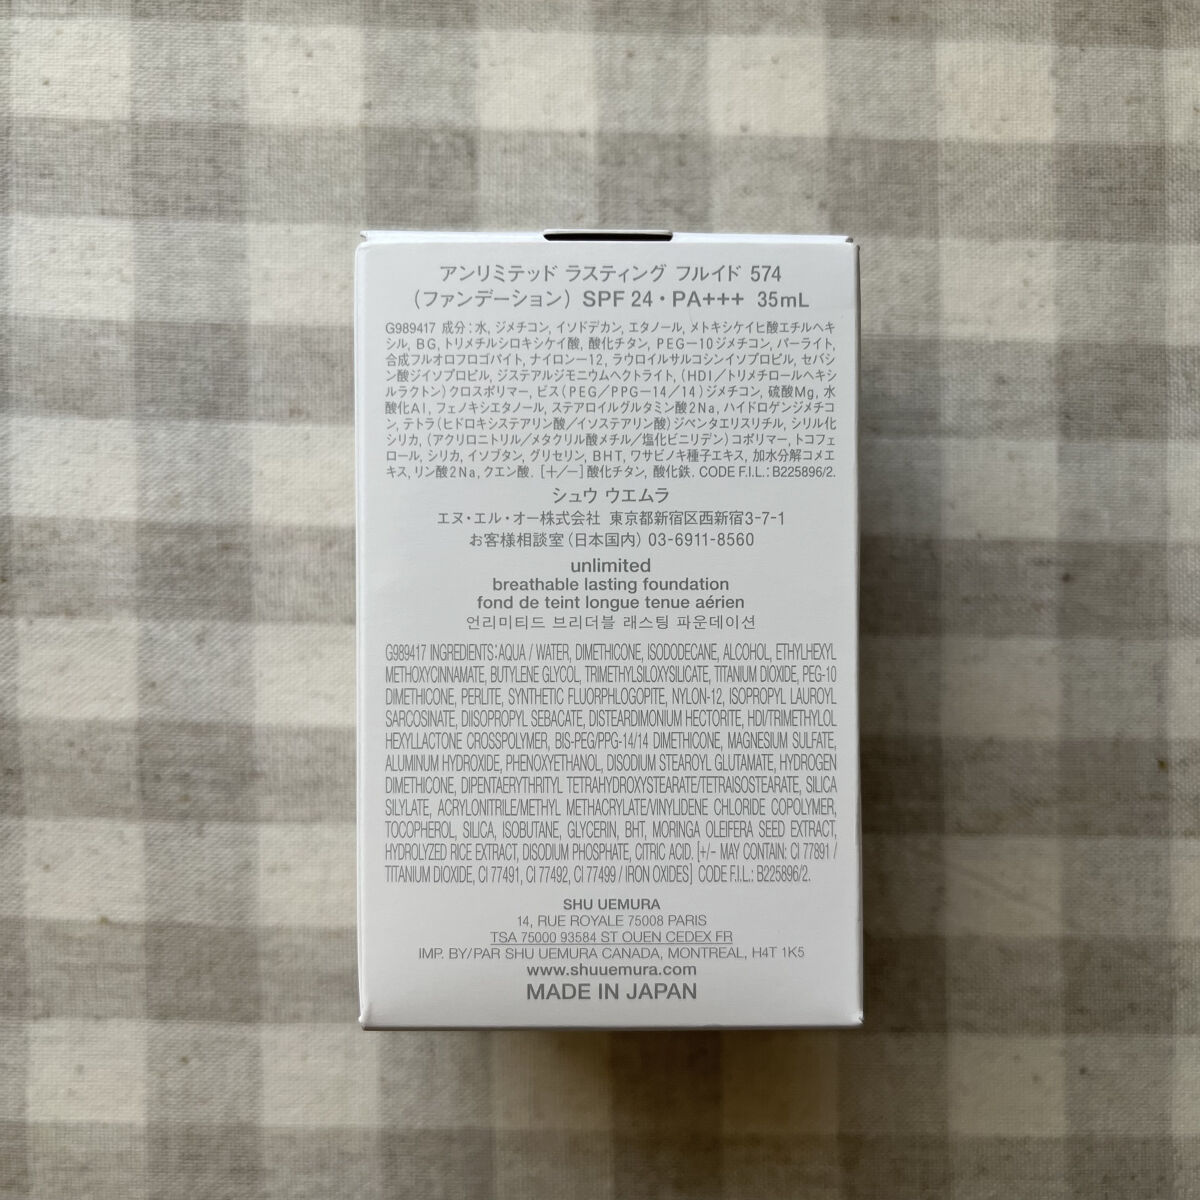 アンリミテッド ラスティング フルイド 574
(ファンデーション) SPF 24・PA+++ 35mL
G989417 成分：水, ジメチコン, イソドデカン, エタノール, メトキシケイヒ酸エチルヘキ
シル, BG, トリメチルシロキシケイ酸, 酸化チタン, PEG－10ジメチコン, パーライト,
合成フルオロフロゴパイト, ナイロン－12, ラウロイルサルコシンイソプロピル, セバシ
ン酸ジイソプロピル, ジステアルジモニウムヘクトライト, (HDI／トリメチロールヘキシ
ルラクトン)クロスポリマー, ビス(PEG／PPG－14／14)ジメチコン, 硫酸Mg, 水
酸化Al, フェノキシエタノール, ステアロイルグルタミン酸2Na, ハイドロゲンジメチコ
ン, テトラ(ヒドロキシステアリン酸／イソステアリン酸)ジペンタエリスリチル, シリル化
シリカ, (アクリロニトリル／メタクリル酸メチル／塩化ビニリデン)コポリマー, トコフェ
ロール, シリカ, イソブタン, グリセリン, BHT, ワサビノキ種子エキス, 加水分解コメエ
キス, リン酸2Na, クエン酸. [＋／－]酸化チタン, 酸化鉄. CODE F.I.L.: B225896/2.
シュウ ウエムラ
エヌ・エル・オー株式会社 東京都新宿区西新宿3-7-1
お客様相談室(日本国内) 03-6911-8560
unlimited
breathable lasting foundation
fond de teint longue tenue aérien
언리미티드 브리더블 래스팅 파운데이션
G989417 INGREDIENTS: AQUA / WATER, DIMETHICONE, ISODODECANE, ALCOHOL, ETHYLHEXYL
METHOXYCINNAMATE, BUTYLENE GLYCOL, TRIMETHYLSILOXYSILICATE, TITANIUM DIOXIDE, PEG-10
DIMETHICONE, PERLITE, SYNTHETIC FLUORPHLOGOPITE, NYLON-12, ISOPROPYL LAUROYL
SARCOSINATE, DIISOPROPYL SEBACATE, DISTEARDIMONIUM HECTORITE, HDI/TRIMETHYLOL
HEXYLLACTONE CROSSPOLYMER, BIS-PEG/PPG-14/14 DIMETHICONE, MAGNESIUM SULFATE,
ALUMINUM HYDROXIDE, PHENOXYETHANOL, DISODIUM STEAROYL GLUTAMATE, HYDROGEN
DIMETHICONE, DIPENTAERYTHRITYL TETRAHYDROXYSTEARATE/TETRAISOSTEARATE, SILICA
SILYLATE, ACRYLONITRILE/METHYL METHACRYLATE/VINYLIDENE CHLORIDE COPOLYMER,
TOCOPHEROL, SILICA, ISOBUTANE, GLYCERIN, BHT, MORINGA OLEIFERA SEED EXTRACT,
HYDROLYZED RICE EXTRACT, DISODIUM PHOSPHATE, CITRIC ACID. [+/- MAY CONTAIN: CI 77891 /
TITANIUM DIOXIDE, CI 77491, CI 77492, CI 77499 / IRON OXIDES] CODE F.I.L.: B225896/2.
SHU UEMURA
14, RUE ROYALE 75008 PARIS
TSA 75000 93584 ST OUEN CEDEX FR
IMP. BY/PAR SHU UEMURA CANADA, MONTREAL, H4T 1K5
www.shuuemura.com
MADE IN JAPAN